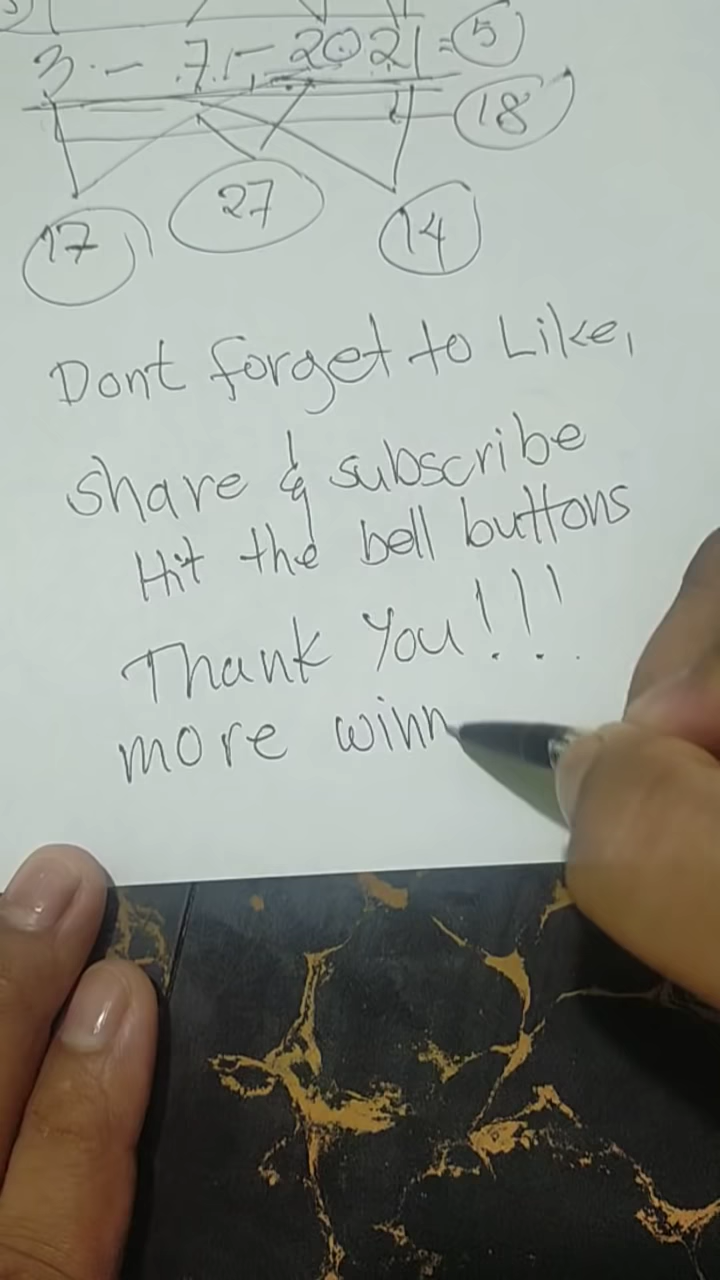 3 - 7 - 2021 = 5
18
17 27 14
Dont forget to Like,
Share & subscribe
Hit the bell buttons
Thank You!!!
more winn